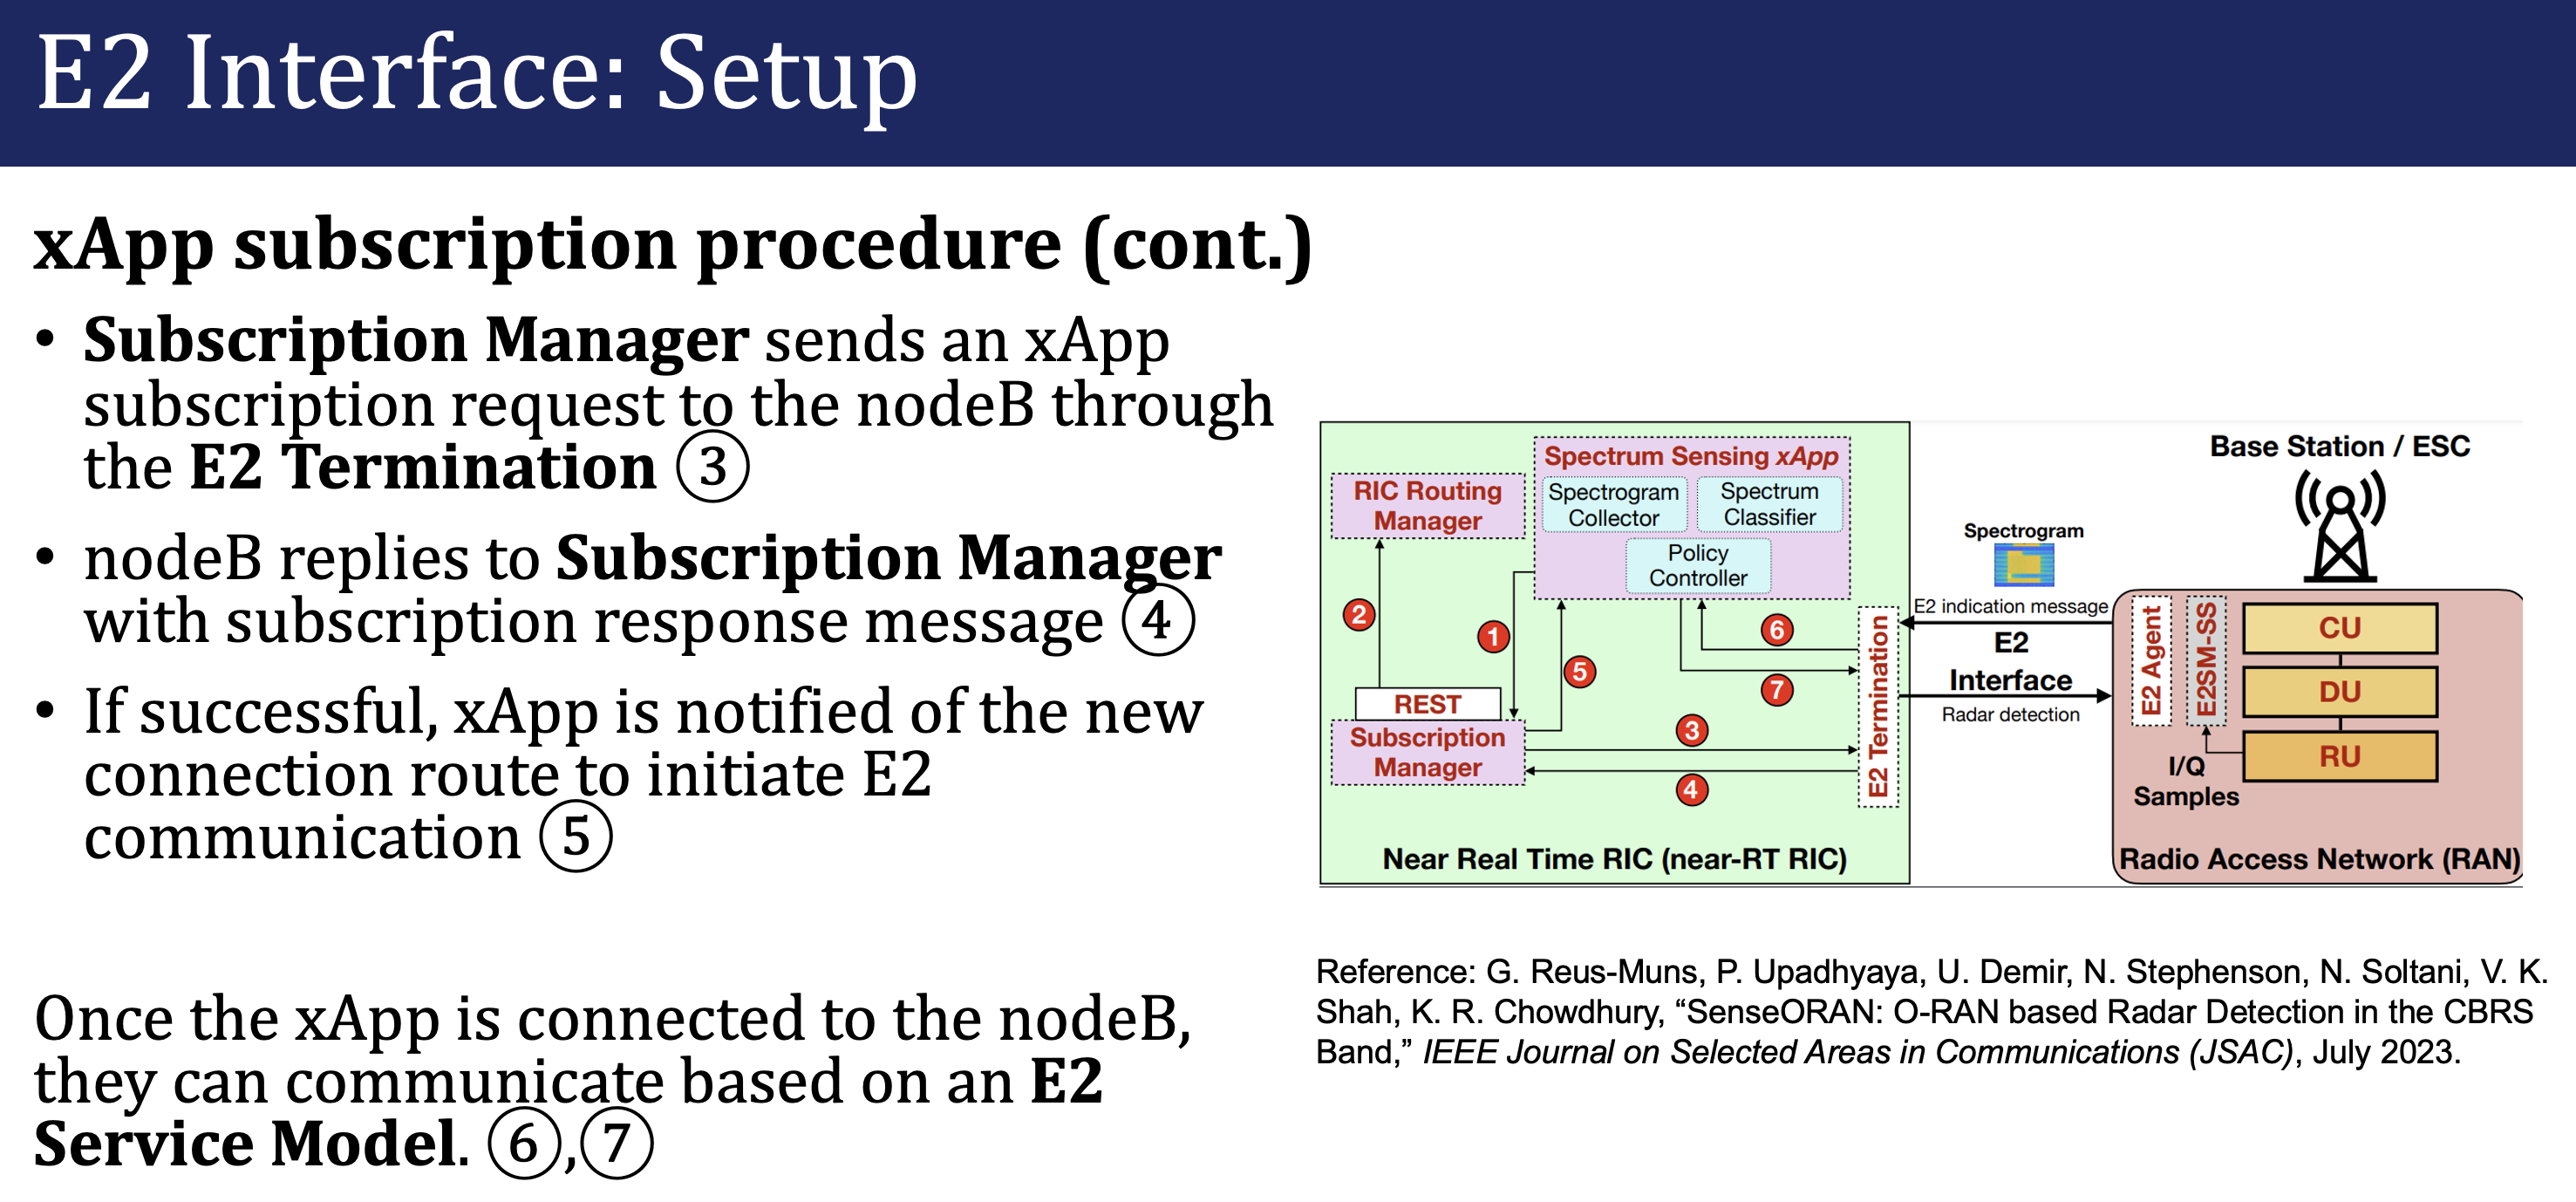 E2 Interface: Setup
xApp subscription procedure (cont.)
• Subscription Manager sends an xApp
subscription request to the nodeB through
the E2 Termination ③
• nodeB replies to Subscription Manager
with subscription response message ④
• If successful, xApp is notified of the new
connection route to initiate E2
communication ⑤
Once the xApp is connected to the nodeB,
they can communicate based on an E2
Service Model. ⑥,⑦
Spectrum Sensing xApp
Spectrogram
Collector
Spectrum
Classifier
Policy
Controller
RIC Routing
Manager
2
1
5
6
7
3
4
REST
Subscription
Manager
E2 Termination
Near Real Time RIC (near-RT RIC)
Spectrogram
E2 indication message
E2
Interface
Radar detection
Base Station / ESC
E2 Agent
E2SM-SS
CU
DU
RU
I/Q
Samples
Radio Access Network (RAN)
Reference: G. Reus-Muns, P. Upadhyaya, U. Demir, N. Stephenson, N. Soltani, V. K.
Shah, K. R. Chowdhury, “SenseORAN: O-RAN based Radar Detection in the CBRS
Band,” IEEE Journal on Selected Areas in Communications (JSAC), July 2023.